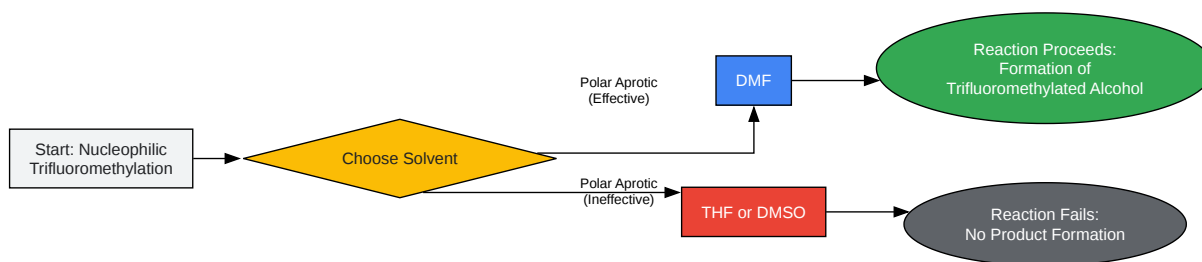 Start: Nucleophilic
Trifluoromethylation
Choose Solvent
Polar Aprotic
(Effective)
DMF
Reaction Proceeds:
Formation of
Trifluoromethylated Alcohol
Polar Aprotic
(Ineffective)
THF or DMSO
Reaction Fails:
No Product Formation